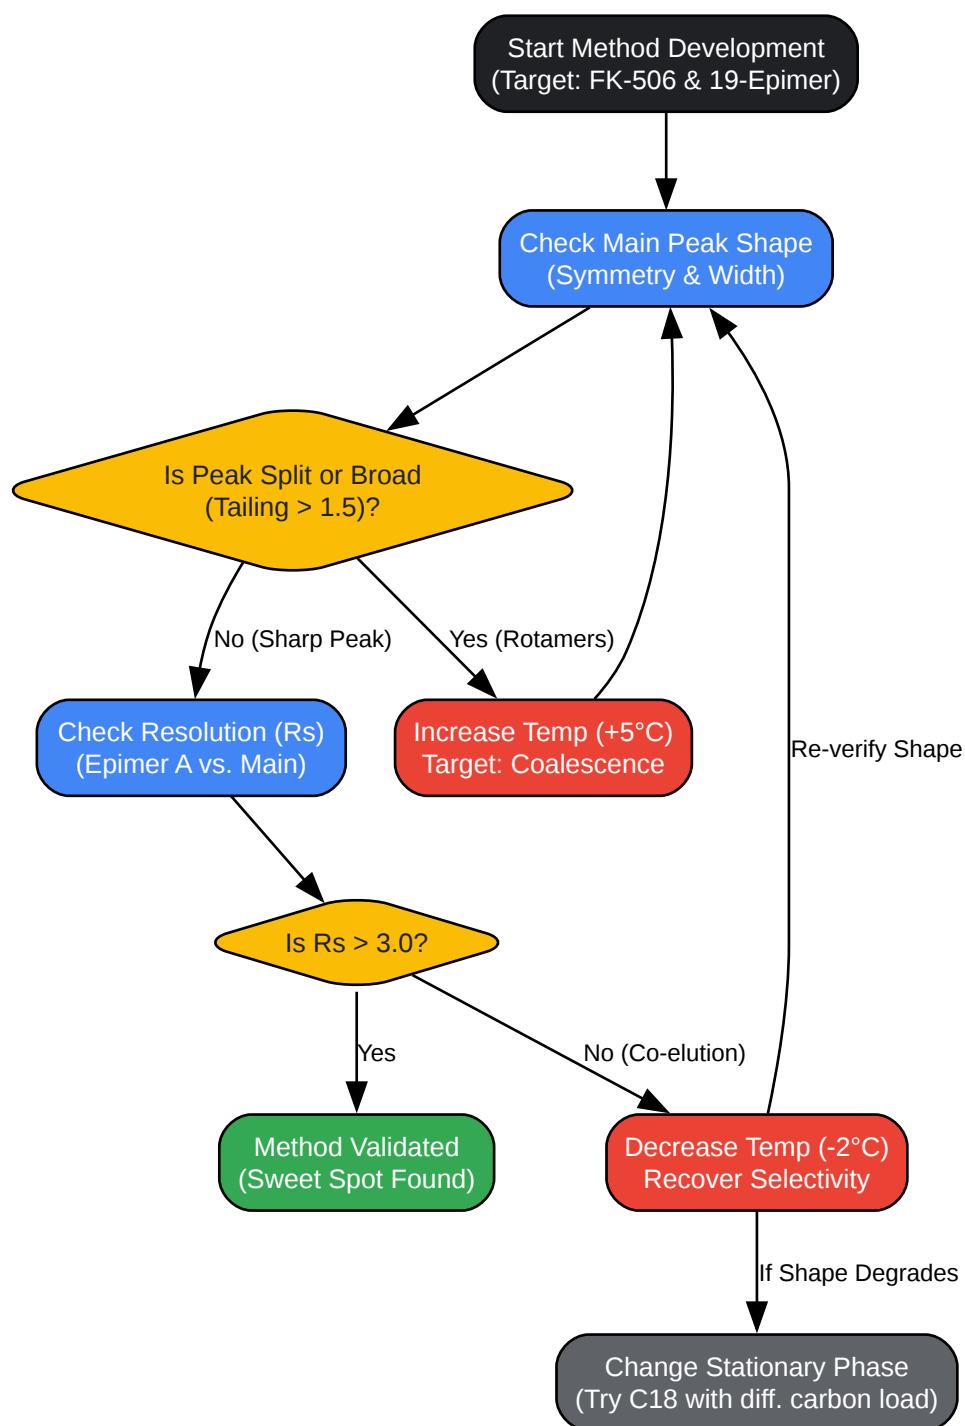 Start Method Development
(Target: FK-506 & 19-Epimer)
Check Main Peak Shape
(Symmetry & Width)
Is Peak Split or Broad
(Tailing > 1.5)?
No (Sharp Peak)
Yes (Rotamers)
Check Resolution (Rs)
(Epimer A vs. Main)
Increase Temp (+5°C)
Target: Coalescence
Re-verify Shape
Is Rs > 3.0?
Yes
No (Co-elution)
Method Validated
(Sweet Spot Found)
Decrease Temp (-2°C)
Recover Selectivity
If Shape Degrades
Change Stationary Phase
(Try C18 with diff. carbon load)